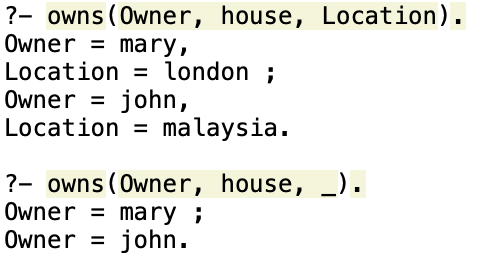 ?- owns(Owner, house, Location).
Owner = mary,
Location = london ;
Owner = john,
Location = malaysia.
?- owns(Owner, house, _).
Owner = mary ;
Owner = john.